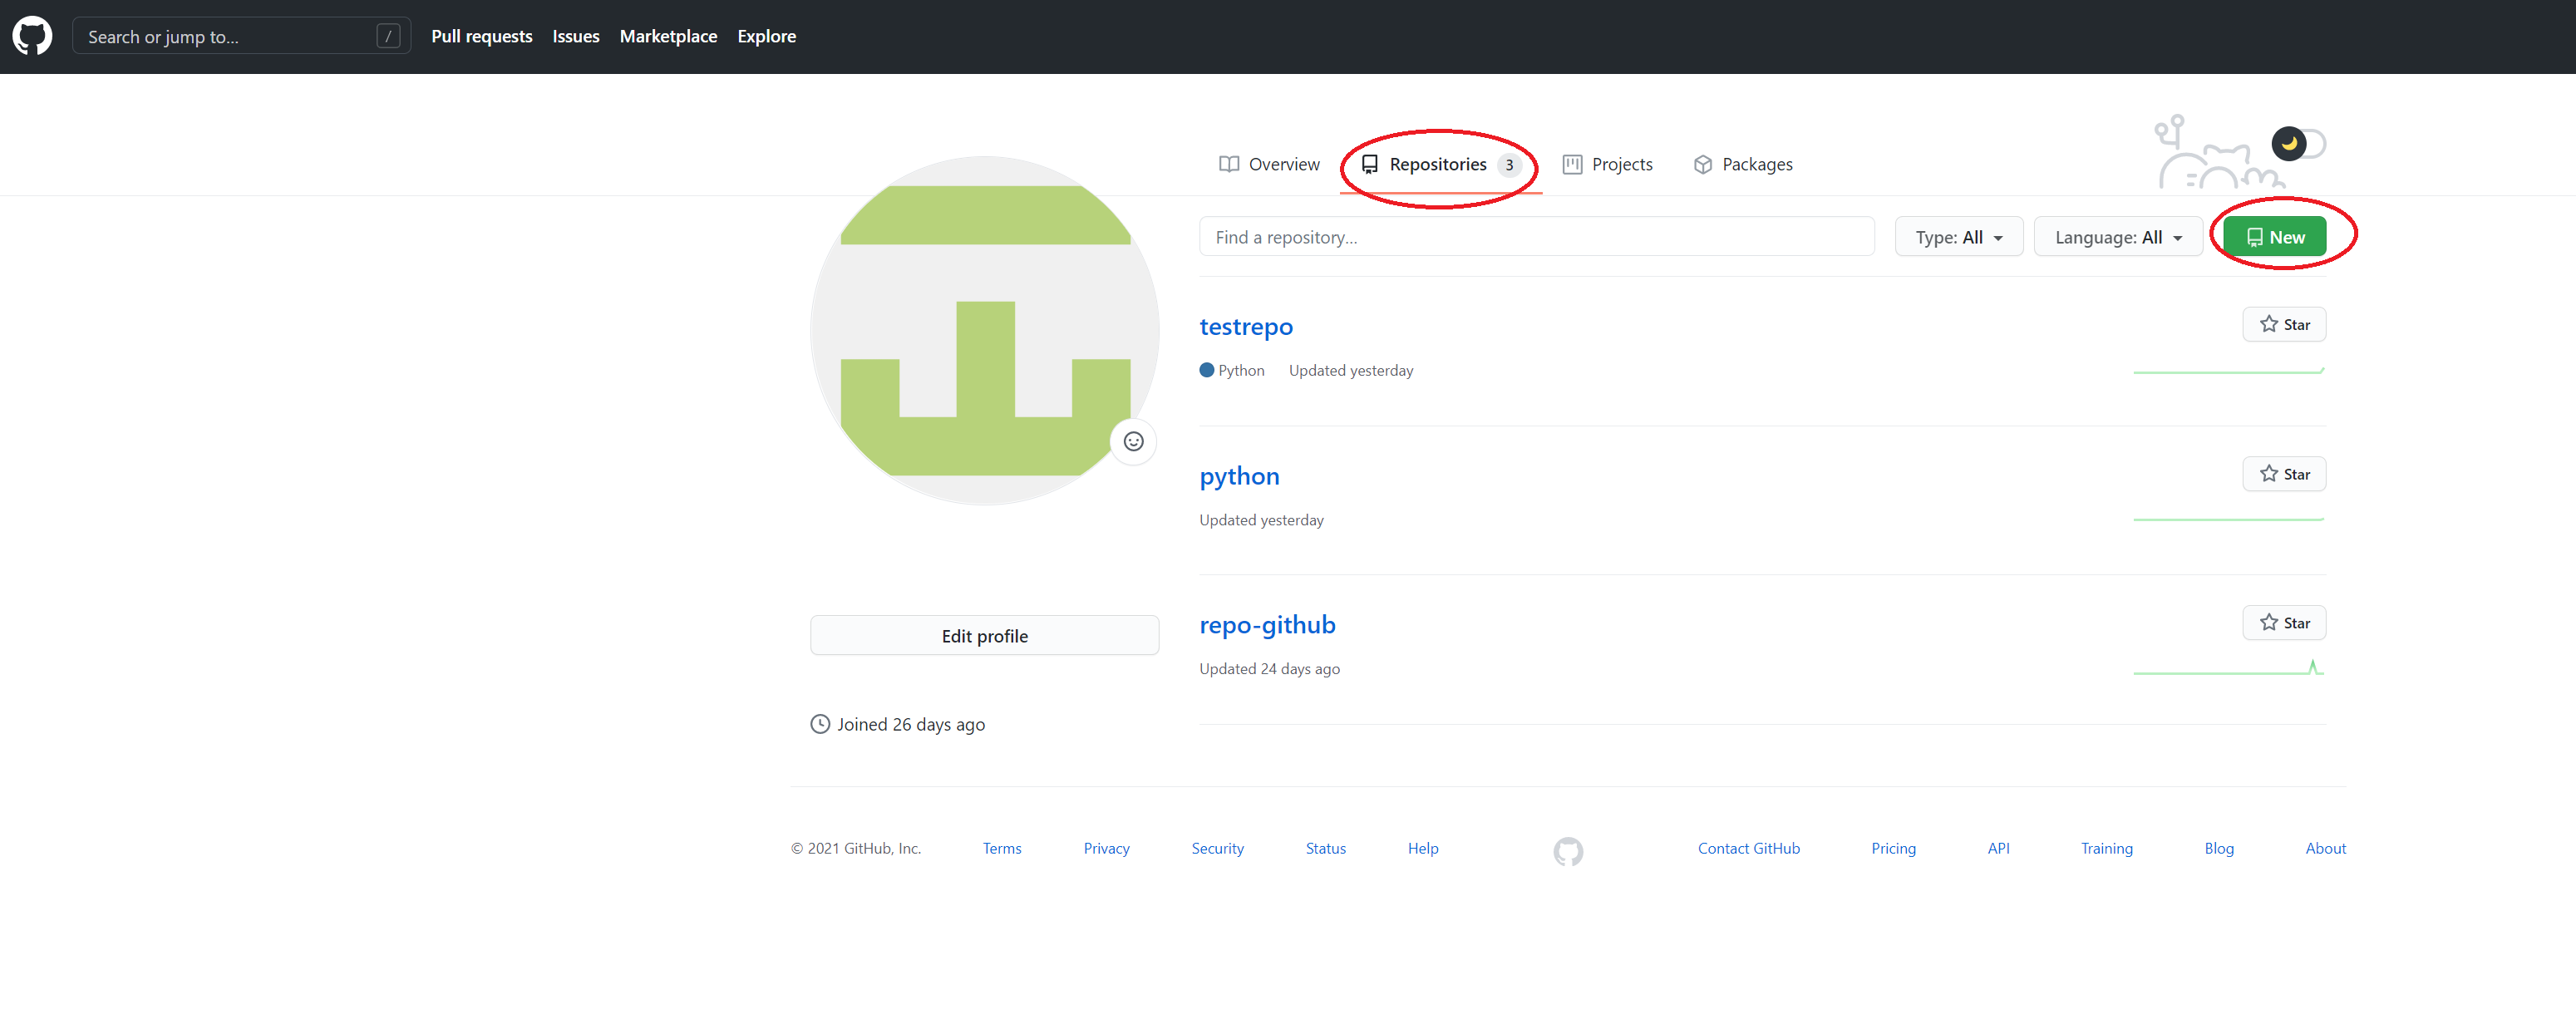 Search or jump to... / Pull requests Issues Marketplace Explore
Overview Repositories 3 Projects Packages
Find a repository... Type: All Language: All New
testrepo Star
Python Updated yesterday
python Star
Updated yesterday
repo-github Star
Edit profile
Updated 24 days ago
Joined 26 days ago
© 2021 GitHub, Inc. Terms Privacy Security Status Help Contact GitHub Pricing API Training Blog About